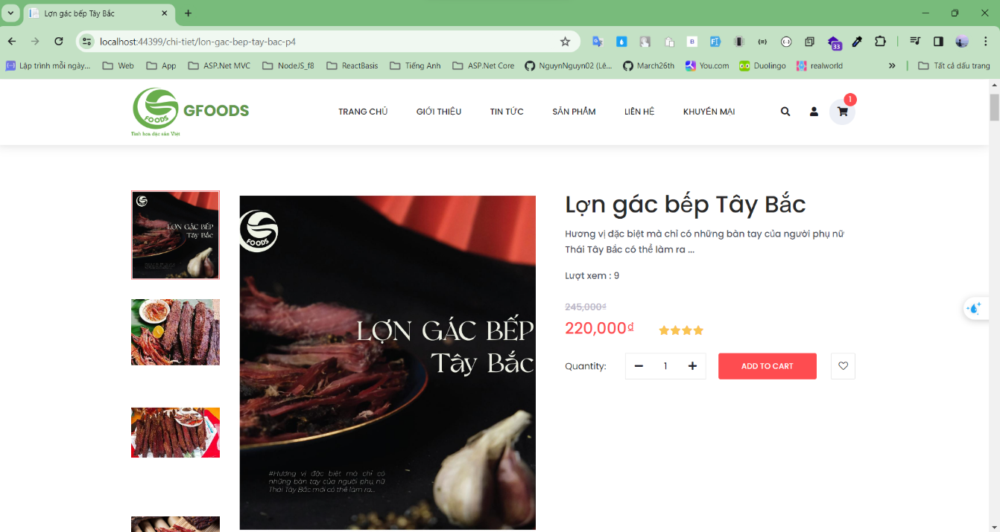 Lợn gác bếp Tây Bắc
localhost:44399/chi-tiet/lon-gac-bep-tay-bac-p4
33
Lập trình mỗi ngày...
Web
App
ASP.Net MVC
NodeJS_f8
ReactBasis
Tiếng Anh
ASP.Net Core
NguynNguyn02 (Lê...
March26th
You.com
Duolingo
realworld
»
Tất cả dấu trang
FOODS
Tinh hoa đặc sản Việt
GFOODS
TRANG CHỦ
GIỚI THIỆU
TIN TỨC
SẢN PHẨM
LIÊN HỆ
KHUYẾN MẠI
1
LỢN GÁC BẾP
Tây Bắc
FOODS
LỢN GÁC BẾP
Tây Bắc
#Hương vị đặc biệt mà chỉ có
những bàn tay của người phụ nữ
Thái Tây Bắc mới có thể làm ra...
Lợn gác bếp Tây Bắc
Hương vị đặc biệt mà chỉ có những bàn tay của người phụ nữ
Thái Tây Bắc có thể làm ra ...
Lượt xem : 9
245,000₫
220,000₫
Quantity:
1
ADD TO CART